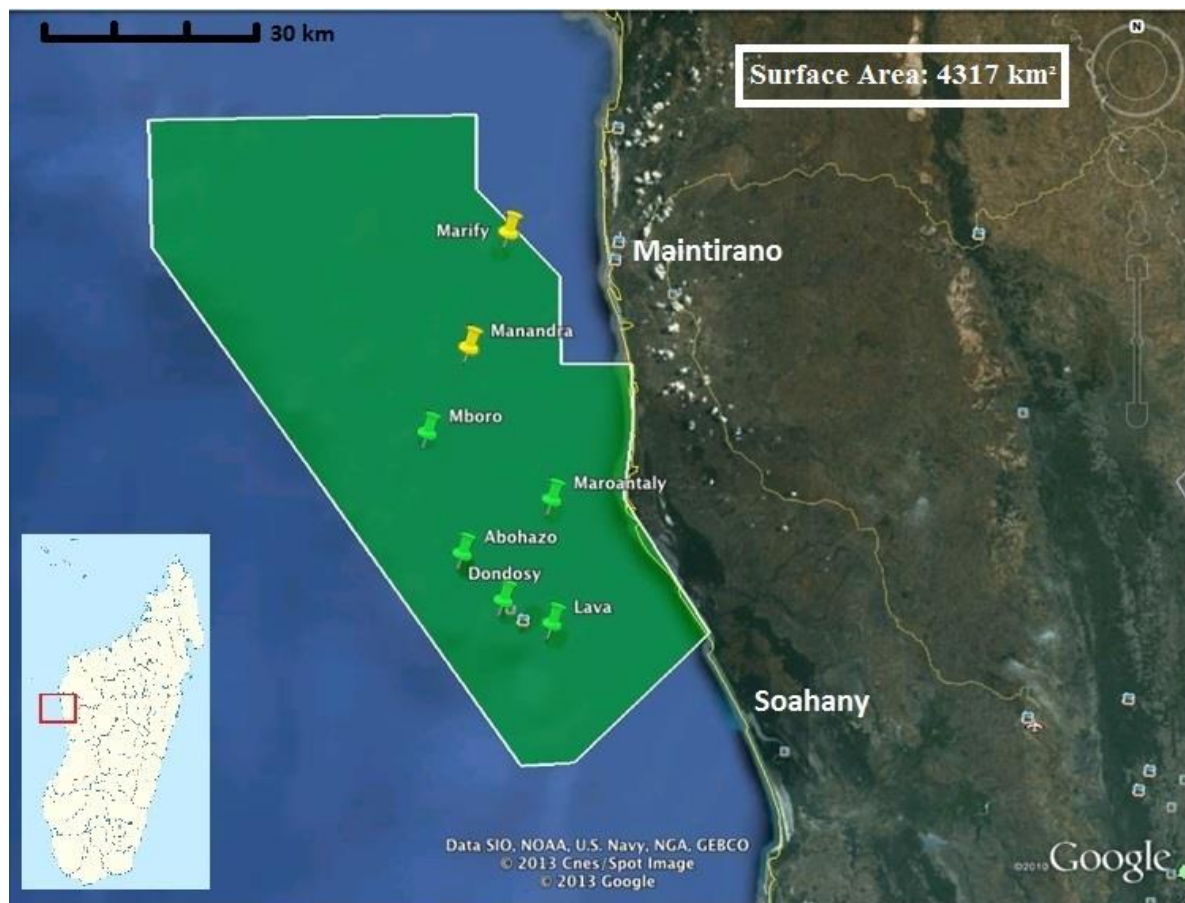 30 km
Surface Area: 4317 km²
N
Marify
Maintirano
Manandra
Mboro
Maroantaly
Abohazo
Dondosy
Lava
Soahany
Data SIO, NOAA, U.S. Navy, NGA, GEBCO
© 2013 Cnes/Spot Image
© 2013 Google
©2010 Google